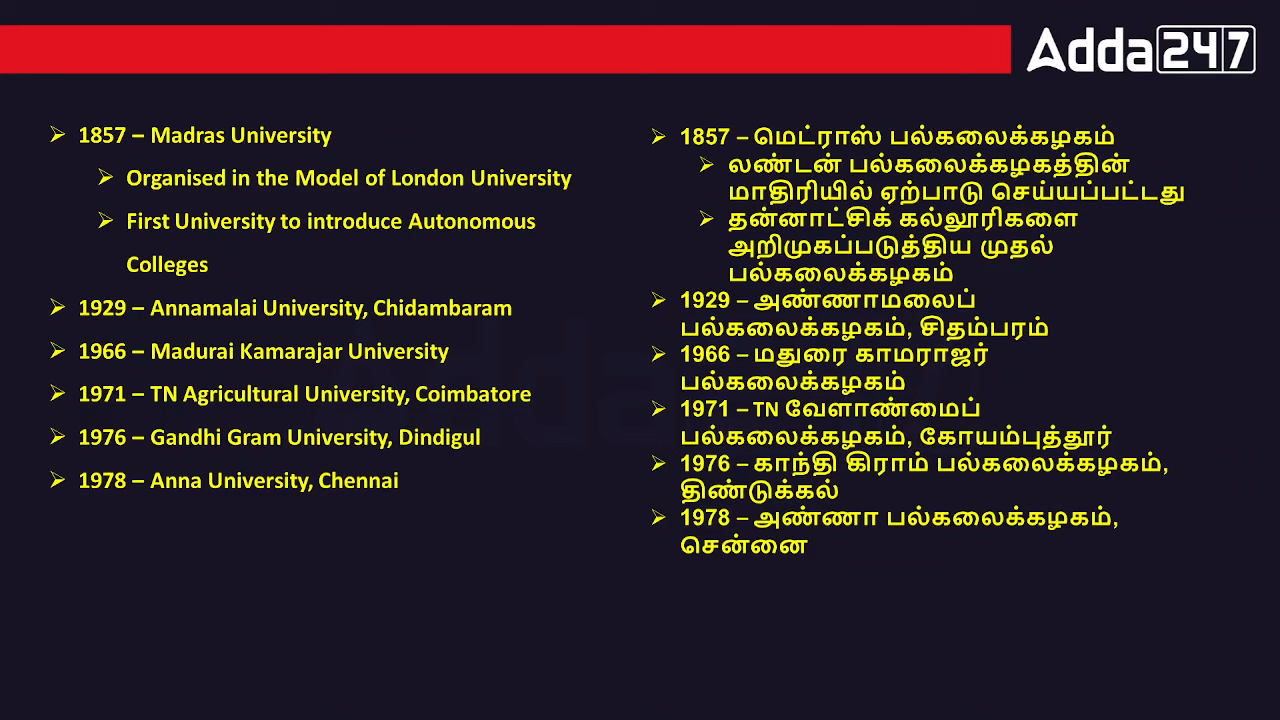 Adda247
➢ 1857 – Madras University
➢ Organised in the Model of London University
➢ First University to introduce Autonomous
Colleges
➢ 1929 – Annamalai University, Chidambaram
➢ 1966 – Madurai Kamarajar University
➢ 1971 – TN Agricultural University, Coimbatore
➢ 1976 – Gandhi Gram University, Dindigul
➢ 1978 – Anna University, Chennai
➢ 1857 – மெட்ராஸ் பல்கலைக்கழகம்
➢ லண்டன் பல்கலைக்கழகத்தின்
மாதிரியில் ஏற்பாடு செய்யப்பட்டது
➢ தன்னாட்சிக் கல்லூரிகளை
அறிமுகப்படுத்திய முதல்
பல்கலைக்கழகம்
➢ 1929 – அண்ணாமலைப்
பல்கலைக்கழகம், சிதம்பரம்
➢ 1966 – மதுரை காமராஜர்
பல்கலைக்கழகம்
➢ 1971 – TN வேளாண்மைப்
பல்கலைக்கழகம், கோயம்புத்தூர்
➢ 1976 – காந்தி கிராம் பல்கலைக்கழகம்,
திண்டுக்கல்
➢ 1978 – அண்ணா பல்கலைக்கழகம்,
சென்னை